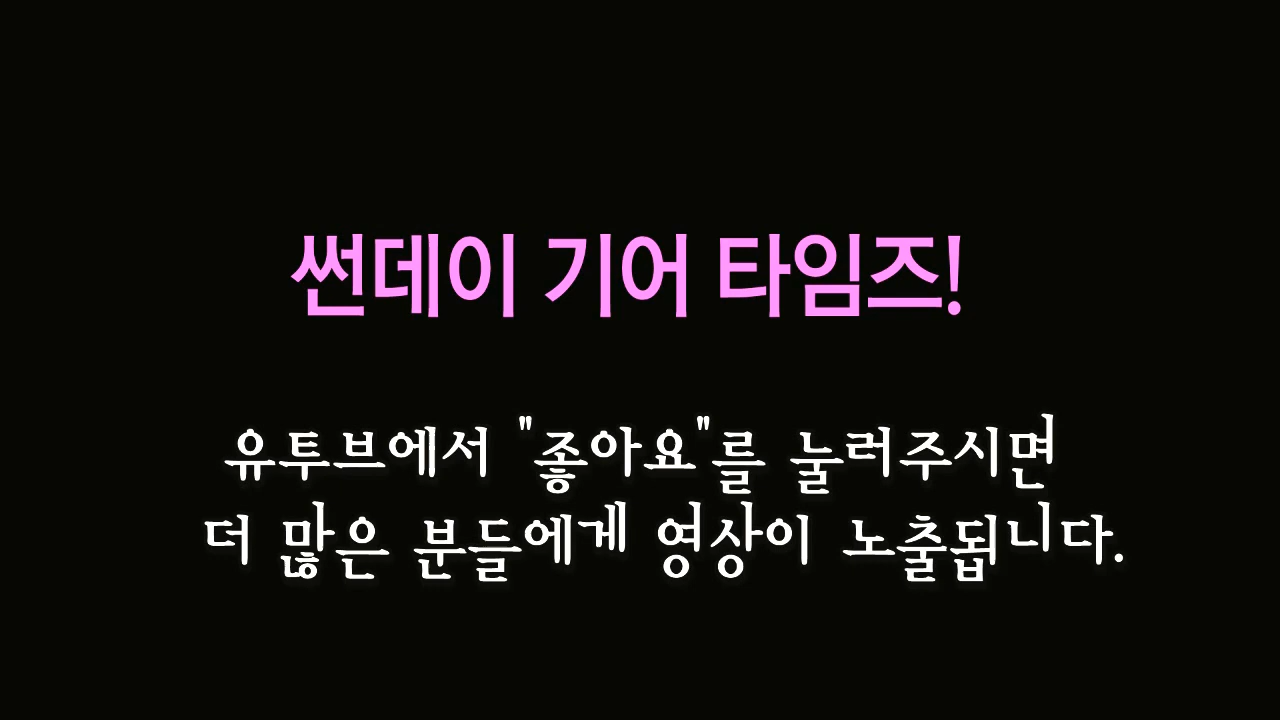 썬데이 기어 타임즈!
유투브에서 "좋아요"를 눌러주시면
더 많은 분들에게 영상이 노출됩니다.